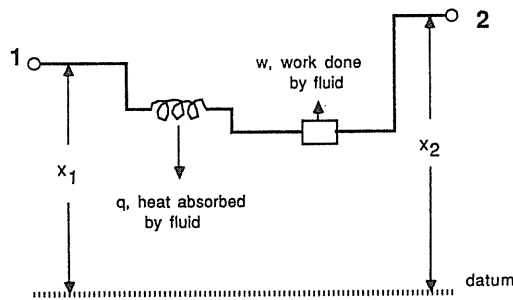 1
2
w, work done
by fluid
x1
x2
q, heat absorbed
by fluid
datum